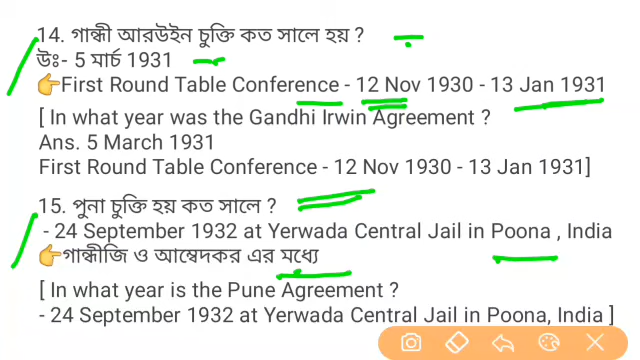 14. গান্ধী আরউইন চুক্তি কত সালে হয় ?
উঃ- 5 মার্চ 1931
👉First Round Table Conference - 12 Nov 1930 - 13 Jan 1931
[ In what year was the Gandhi Irwin Agreement ?
Ans. 5 March 1931
First Round Table Conference - 12 Nov 1930 - 13 Jan 1931]
15. পুনা চুক্তি হয় কত সালে ?
- 24 September 1932 at Yerwada Central Jail in Poona , India
👉গান্ধীজি ও আম্বেদকর এর মধ্যে
[ In what year is the Pune Agreement ?
- 24 September 1932 at Yerwada Central Jail in Poona, India ]